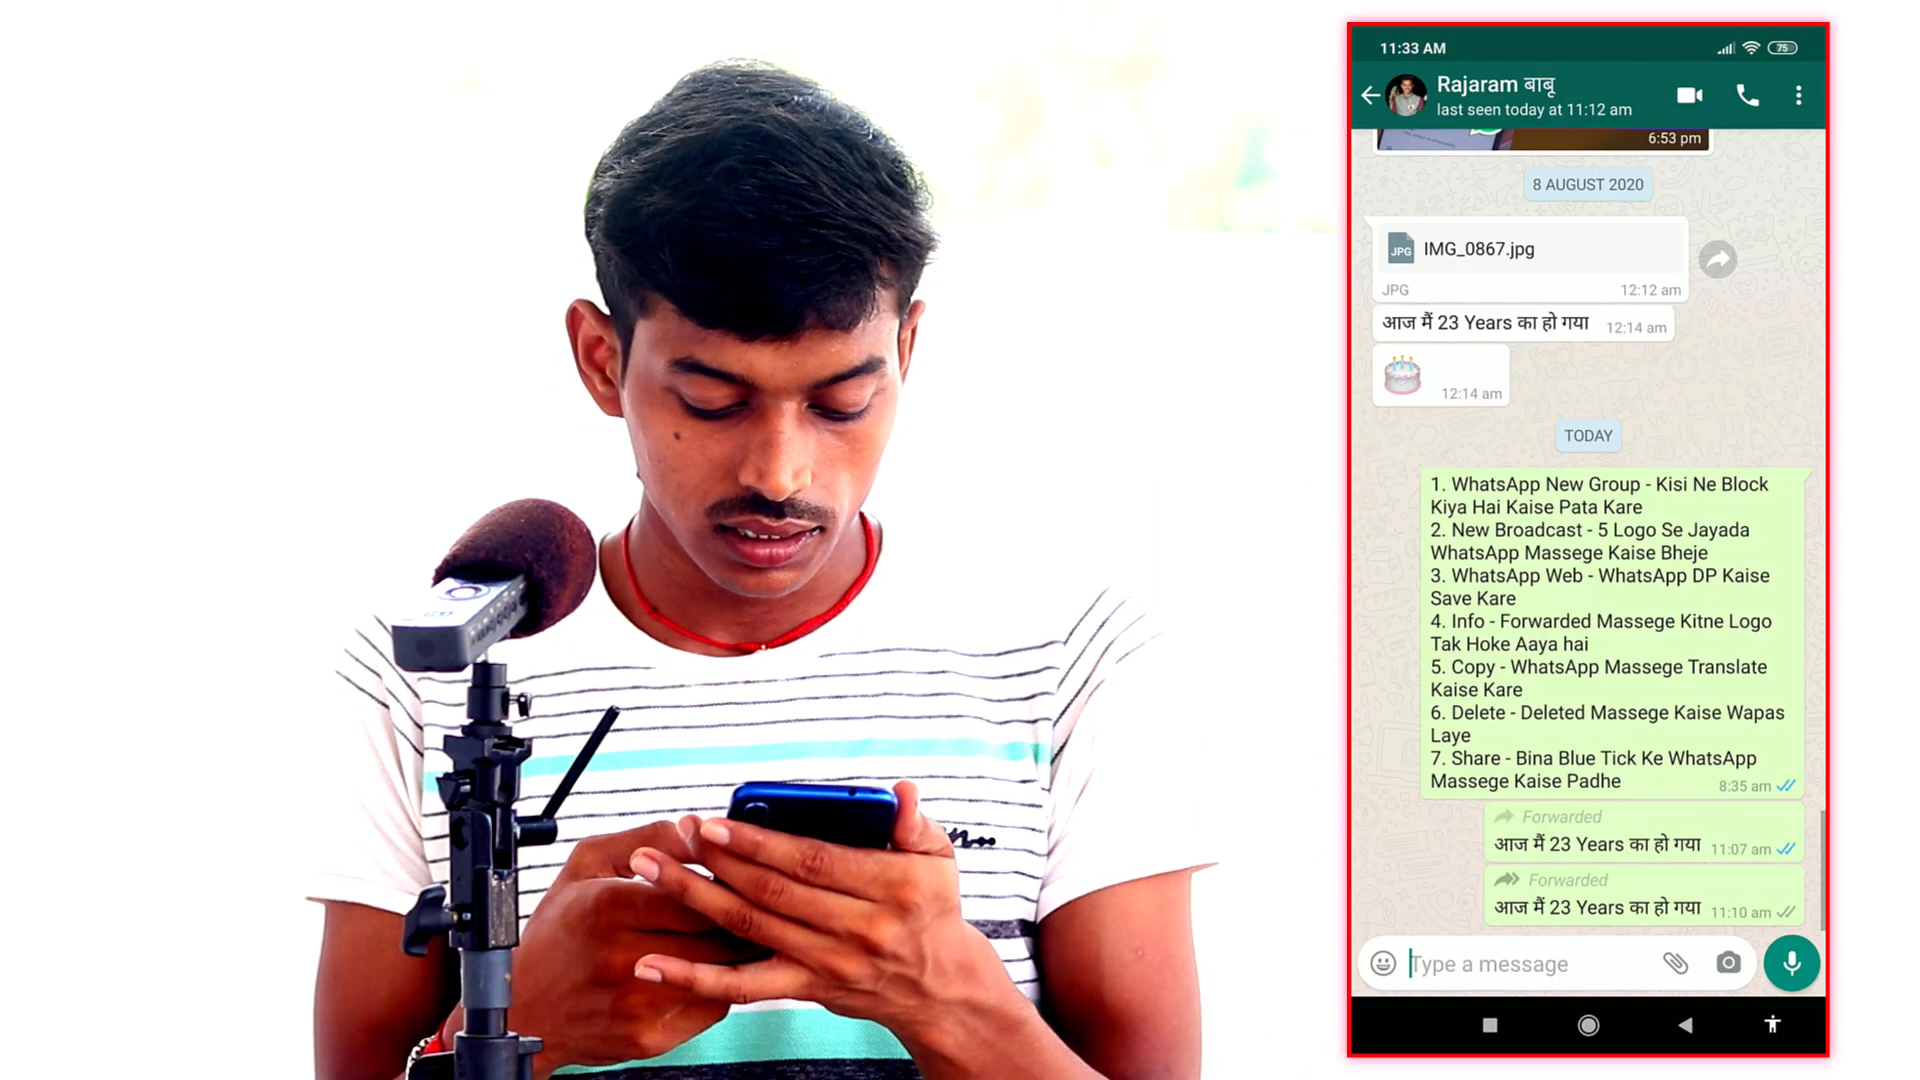 11:33 AM
75
Rajaram बाबू
last seen today at 11:12 am
6:53 pm
8 AUGUST 2020
JPG
IMG_0867.jpg
JPG
12:12 am
आज मैं 23 Years का हो गया 12:14 am
12:14 am
TODAY
1. WhatsApp New Group - Kisi Ne Block
Kiya Hai Kaise Pata Kare
2. New Broadcast - 5 Logo Se Jayada
WhatsApp Massege Kaise Bheje
3. WhatsApp Web - WhatsApp DP Kaise
Save Kare
4. Info - Forwarded Massege Kitne Logo
Tak Hoke Aaya hai
5. Copy - WhatsApp Massege Translate
Kaise Kare
6. Delete - Deleted Massege Kaise Wapas
Laye
7. Share - Bina Blue Tick Ke WhatsApp
Massege Kaise Padhe 8:35 am
Forwarded
आज मैं 23 Years का हो गया 11:07 am
Forwarded
आज मैं 23 Years का हो गया 11:10 am
Type a message